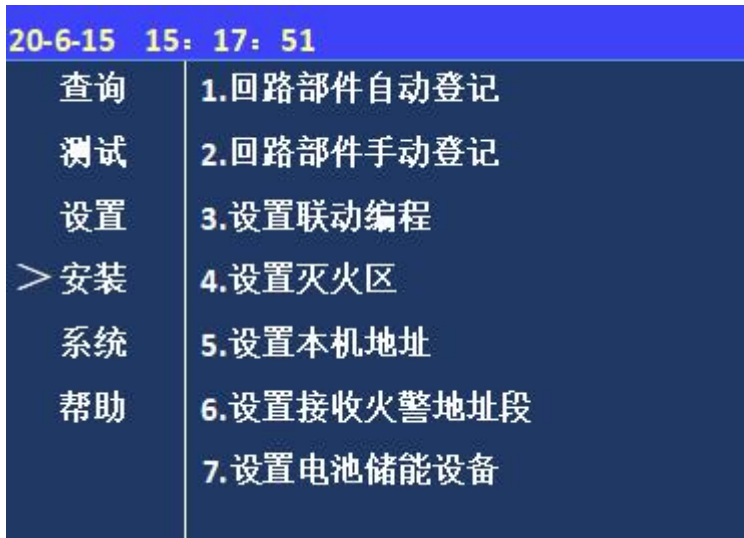 20-6-15 15：17：51
查询
测试
设置
＞安装
系统
帮助
1.回路部件自动登记
2.回路部件手动登记
3.设置联动编程
4.设置灭火区
5.设置本机地址
6.设置接收火警地址段
7.设置电池储能设备